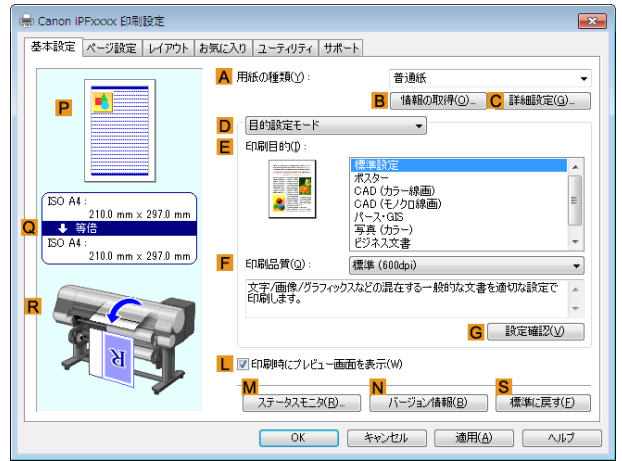 Canon iPFxxxx 印刷設定
基本設定 ページ設定 レイアウト お気に入り ユーティリティ サポート
A 用紙の種類(Y): 普通紙
B 情報の取得(O)... C 詳細設定(G)...
D 目的設定モード
E 印刷目的(I):
標準設定
ポスター
CAD (カラー線画)
CAD (モノクロ線画)
パース・GIS
写真 (カラー)
ビジネス文書
F 印刷品質(Q): 標準 (600dpi)
文字/画像/グラフィックスなどの混在する一般的な文書を適切な設定で
印刷します。
G 設定確認(V)
P
ISO A4 :
210.0 mm × 297.0 mm
Q 等倍
ISO A4 :
210.0 mm × 297.0 mm
R
R
L 印刷時にプレビュー画面を表示(W)
M ステータスモニタ(R)... N バージョン情報(B) S 標準に戻す(F)
OK キャンセル 適用(A) ヘルプ